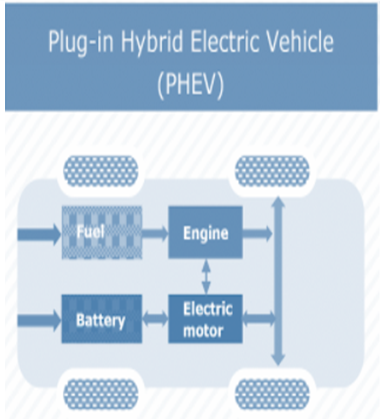 Plug-in Hybrid Electric Vehicle
(PHEV)
Fuel
Engine
Battery
Electric
motor